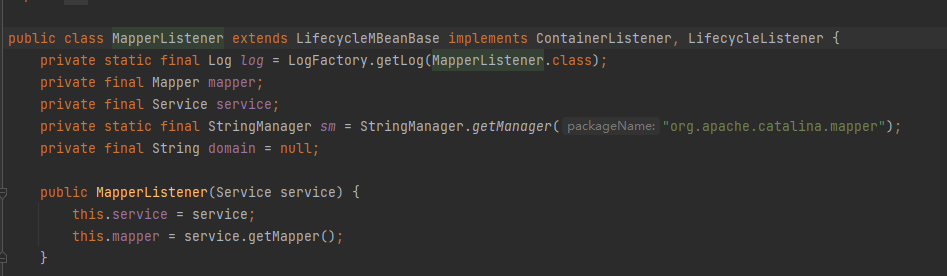 public class MapperListener extends LifecycleMBeanBase implements ContainerListener, LifecycleListener {
private static final Log log = LogFactory.getLog(MapperListener.class);
private final Mapper mapper;
private final Service service;
private static final StringManager sm = StringManager.getManager( packageName: "org.apache.catalina.mapper");
private final String domain = null;
public MapperListener(Service service) {
this.service = service;
this.mapper = service.getMapper();
}